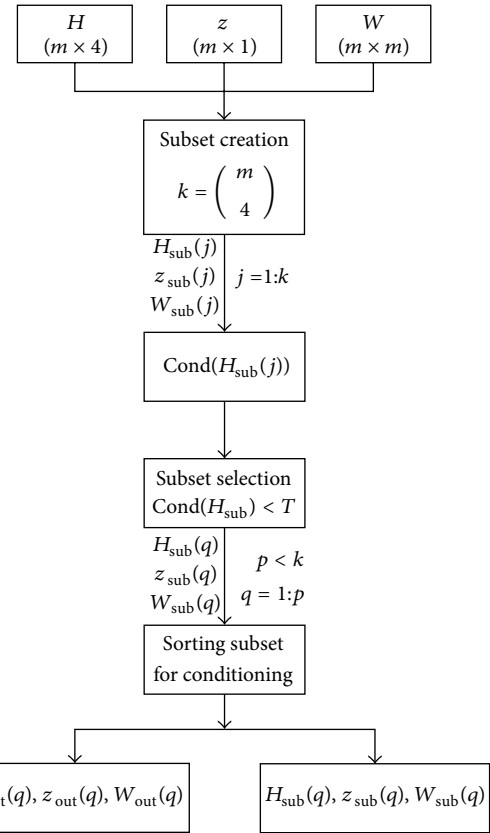 H
(m × 4)
z
(m × 1)
W
(m × m)
Subset creation
k = ( m 4 )
H_sub(j)
z_sub(j)
W_sub(j)
j =1:k
Cond(H_sub(j))
Subset selection
Cond(H_sub) < T
H_sub(q)
z_sub(q)
W_sub(q)
p < k
q = 1:p
Sorting subset
for conditioning
t(q), z_out(q), W_out(q)
H_sub(q), z_sub(q), W_sub(q)